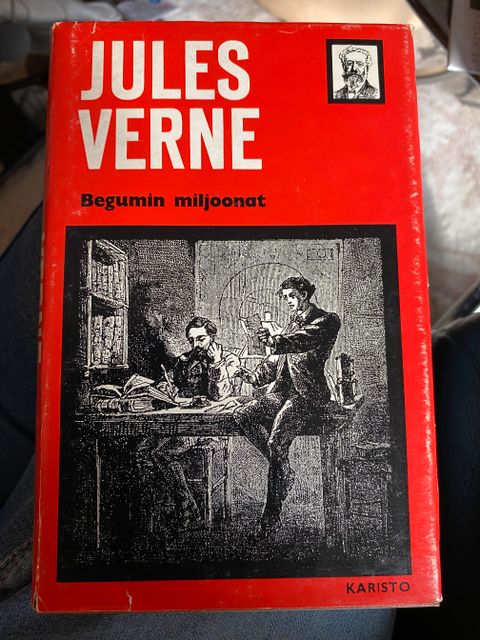 JULES
VERNE
Begumin miljoonat
KARISTO